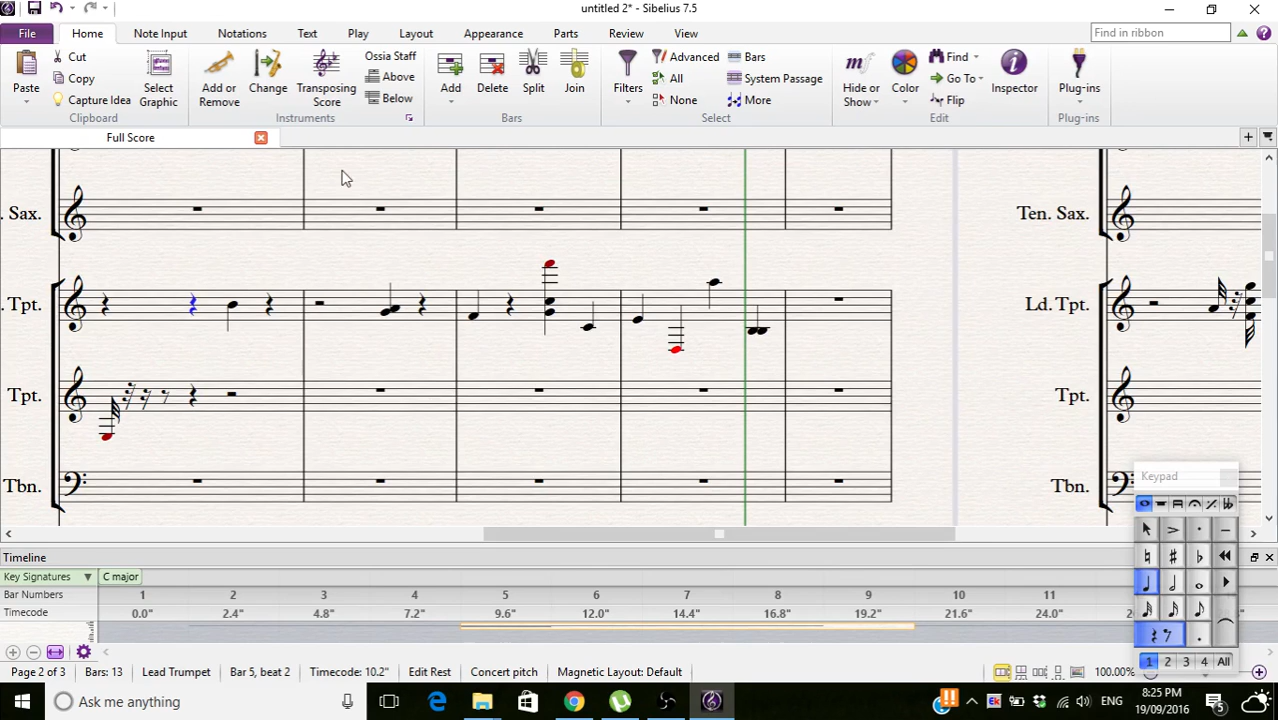 untitled 2* - Sibelius 7.5
File Home Note Input Notations Text Play Layout Appearance Parts Review View Find in ribbon
Paste Cut Copy Capture Idea Select Graphic Clipboard
Add or Remove Change Transposing Score Ossia Staff Above Below Instruments
Add Delete Split Join Bars
Filters Advanced All None Bars System Passage More Select
Hide or Show Color Find Go To Flip Inspector Edit
Plug-ins Plug-ins
Full Score
. Sax. Ten. Sax.
. Tpt. Ld. Tpt.
Tpt. Tpt.
Tbn. Tbn.
Keypad
Timeline
Key Signatures C major
Bar Numbers 1 2 3 4 5 6 7 8 9 10 11
Timecode 0.0" 2.4" 4.8" 7.2" 9.6" 12.0" 14.4" 16.8" 19.2" 21.6" 24.0"
1 2 3 4 All
Page 2 of 3 Bars: 13 Lead Trumpet Bar 5, beat 2 Timecode: 10.2" Edit Rest Concert pitch Magnetic Layout: Default 100.00%
Ask me anything ENG 8:25 PM 19/09/2016 5